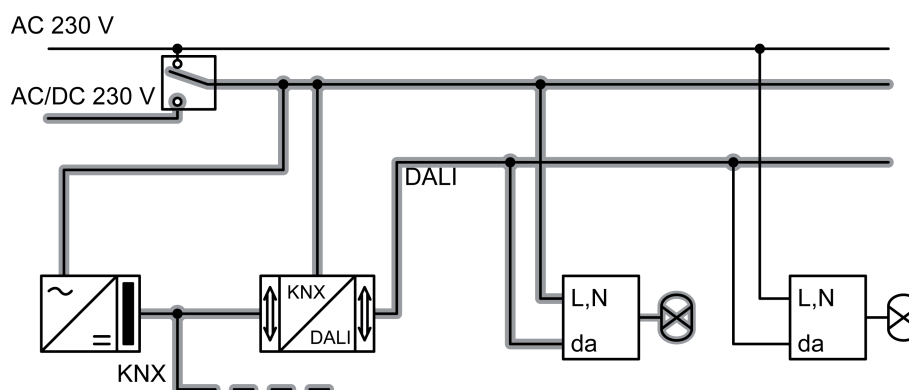 AC 230 V
AC/DC 230 V
DALI
KNX
DALI
L,N
da
L,N
da
KNX